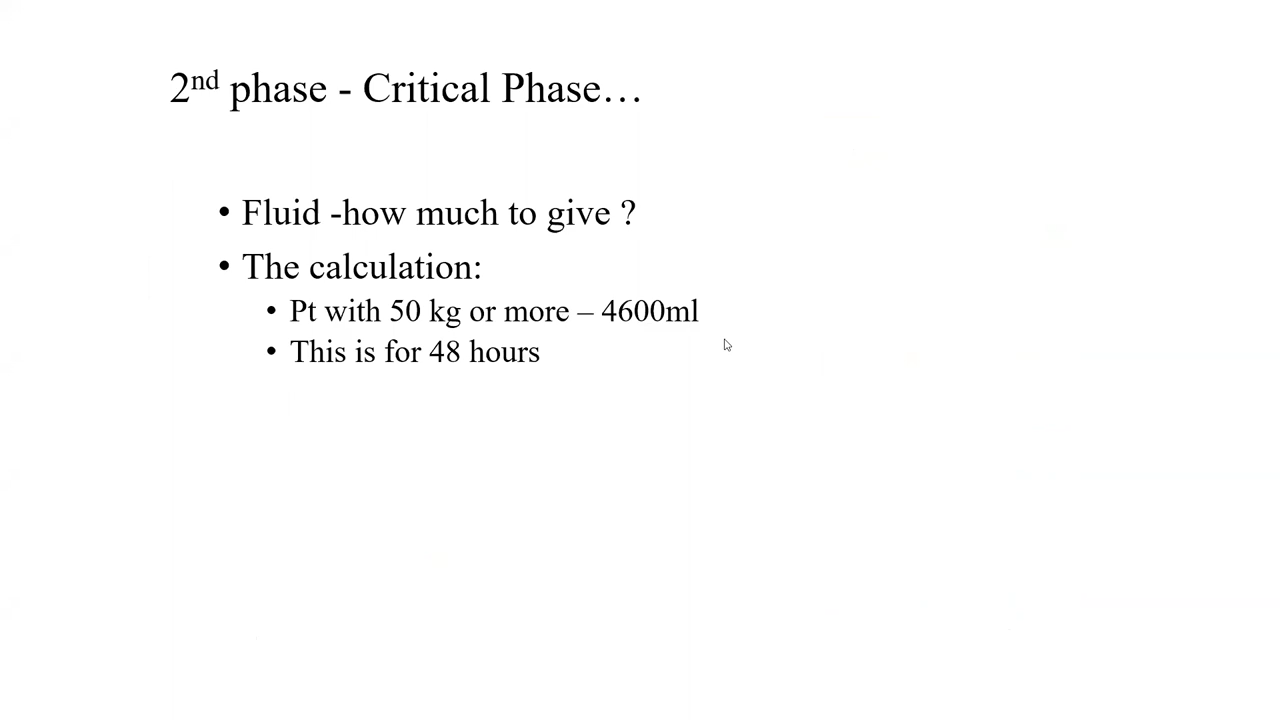 2nd phase - Critical Phase…
• Fluid -how much to give ?
• The calculation:
• Pt with 50 kg or more – 4600ml
• This is for 48 hours